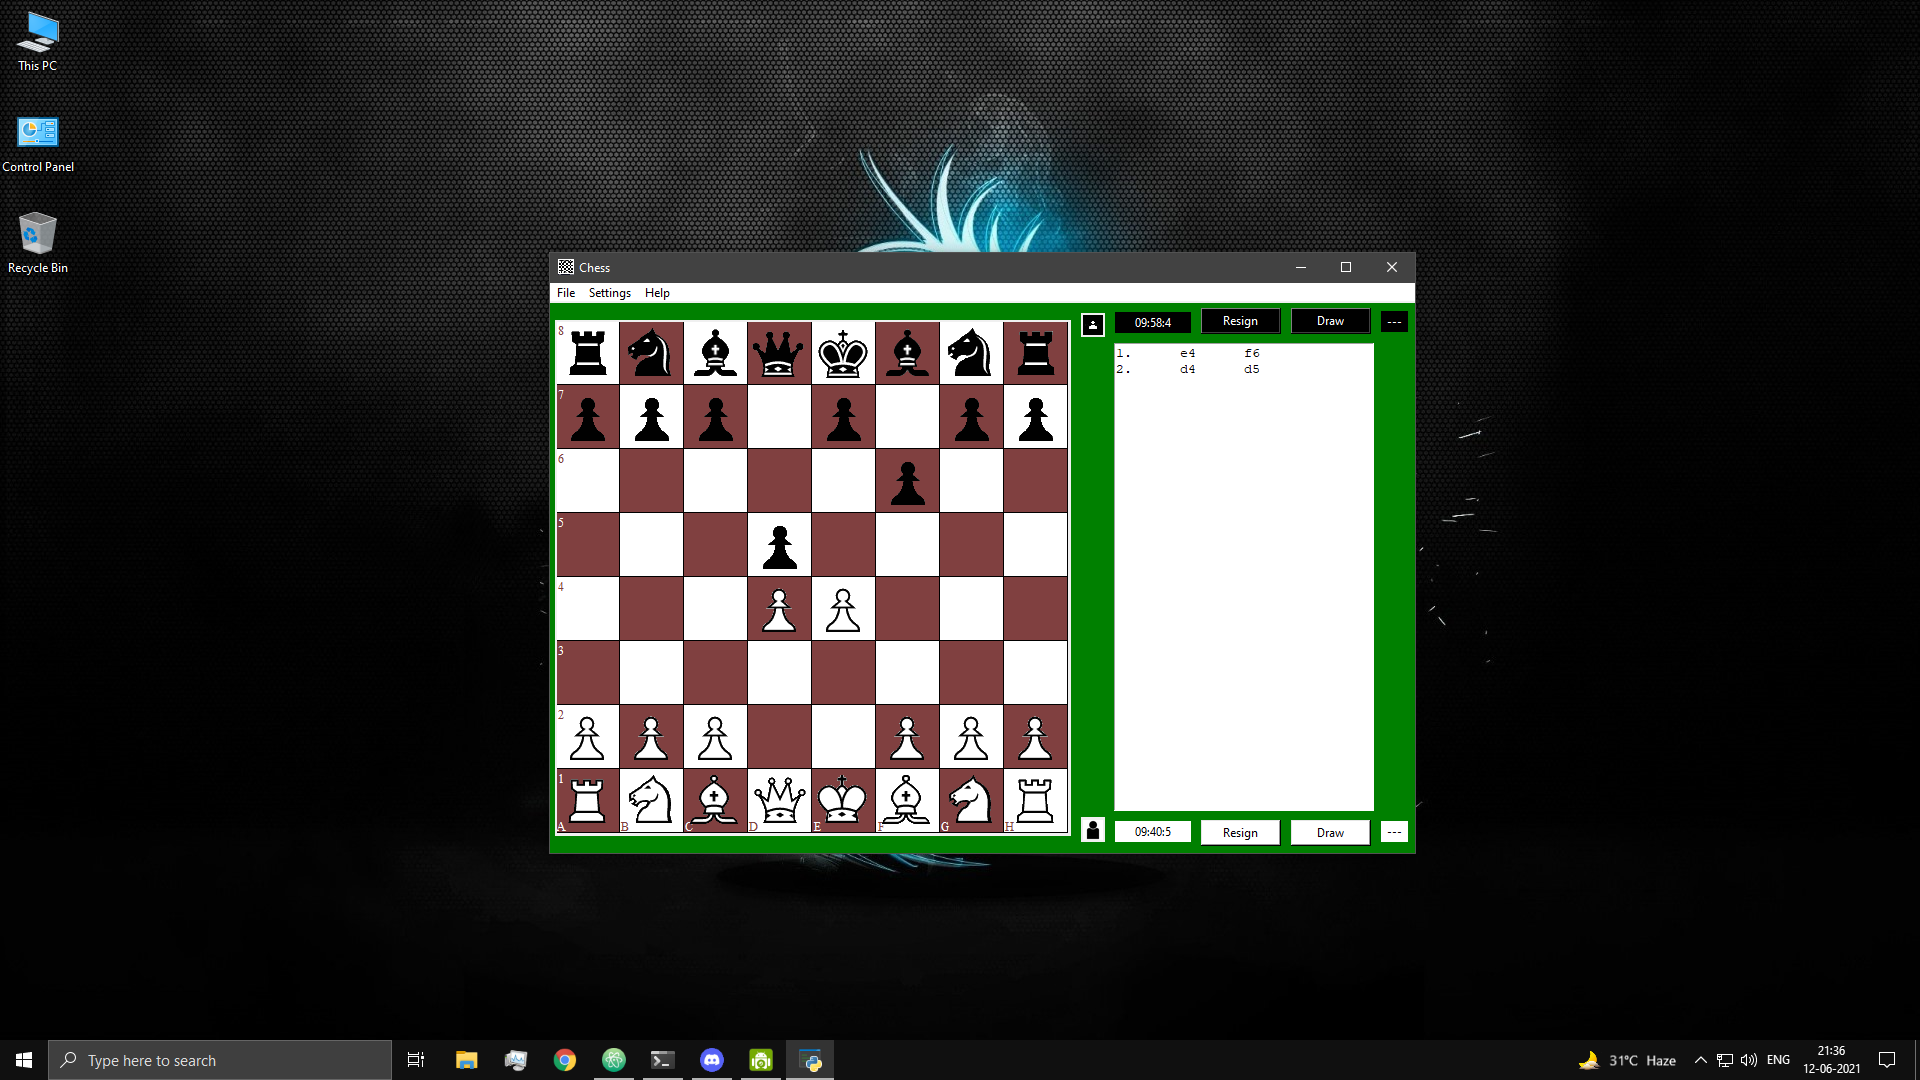 This PC
Control Panel
Recycle Bin
Chess
File Settings Help
8
7
6
5
4
3
2
1
A B C D E F G H
09:58:4 Resign Draw ---
1. e4 f6
2. d4 d5
09:40:5 Resign Draw ---
Type here to search
31°C Haze
ENG
21:36
12-06-2021